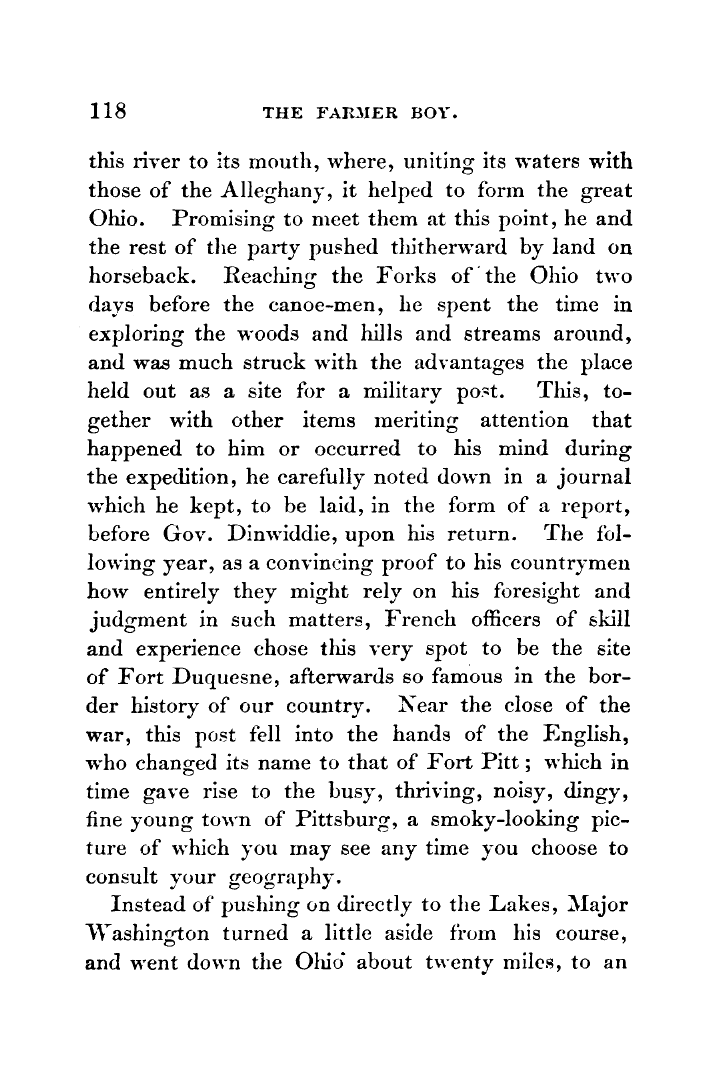 118 THE FARMER BOY.
this river to its mouth, where, uniting its waters with
those of the Alleghany, it helped to form the great
Ohio. Promising to meet them at this point, he and
the rest of the party pushed thitherward by land on
horseback. Reaching the Forks of the Ohio two
days before the canoe-men, he spent the time in
exploring the woods and hills and streams around,
and was much struck with the advantages the place
held out as a site for a military post. This, to-
gether with other items meriting attention that
happened to him or occurred to his mind during
the expedition, he carefully noted down in a journal
which he kept, to be laid, in the form of a report,
before Gov. Dinwiddie, upon his return. The fol-
lowing year, as a convincing proof to his countrymen
how entirely they might rely on his foresight and
judgment in such matters, French officers of skill
and experience chose this very spot to be the site
of Fort Duquesne, afterwards so famous in the bor-
der history of our country. Near the close of the
war, this post fell into the hands of the English,
who changed its name to that of Fort Pitt; which in
time gave rise to the busy, thriving, noisy, dingy,
fine young town of Pittsburg, a smoky-looking pic-
ture of which you may see any time you choose to
consult your geography.
Instead of pushing on directly to the Lakes, Major
Washington turned a little aside from his course,
and went down the Ohio about twenty miles, to an